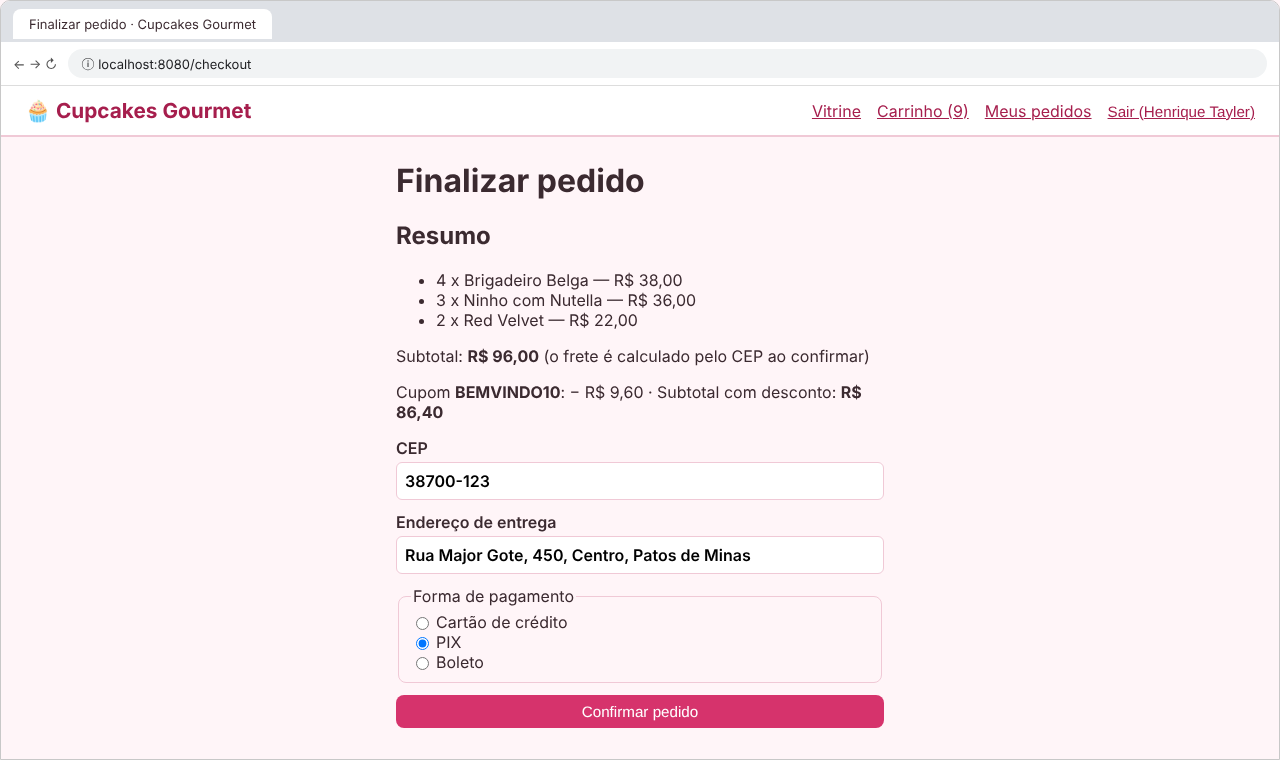 Finalizar pedido · Cupcakes Gourmet
localhost:8080/checkout
Cupcakes Gourmet
Vitrine Carrinho (9) Meus pedidos Sair (Henrique Tayler)
Finalizar pedido
Resumo
• 4 x Brigadeiro Belga — R$ 38,00
• 3 x Ninho com Nutella — R$ 36,00
• 2 x Red Velvet — R$ 22,00
Subtotal: R$ 96,00 (o frete é calculado pelo CEP ao confirmar)
Cupom BEMVINDO10: − R$ 9,60 · Subtotal com desconto: R$
86,40
CEP
38700-123
Endereço de entrega
Rua Major Gote, 450, Centro, Patos de Minas
Forma de pagamento
Cartão de crédito
PIX
Boleto
Confirmar pedido